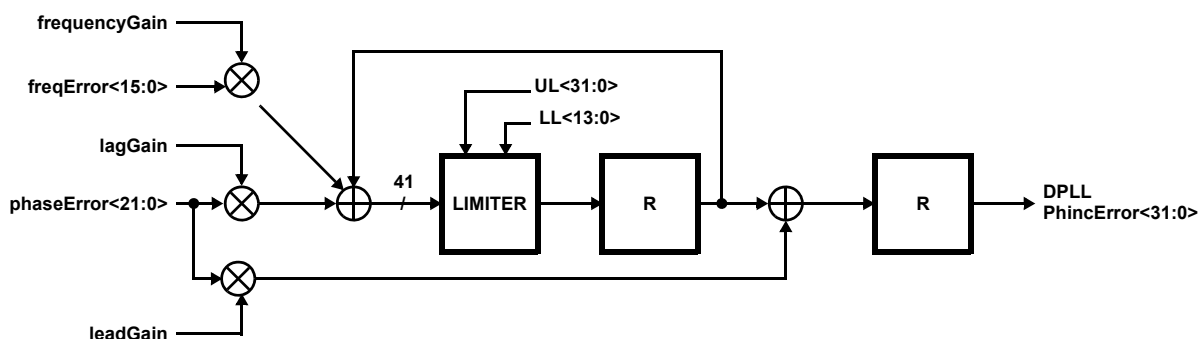 frequencyGain
freqError<15:0>
UL<31:0>
LL<13:0>
lagGain
41
phaseError<21:0>
LIMITER
R
R
DPLL
PhincError<31:0>
leadGain